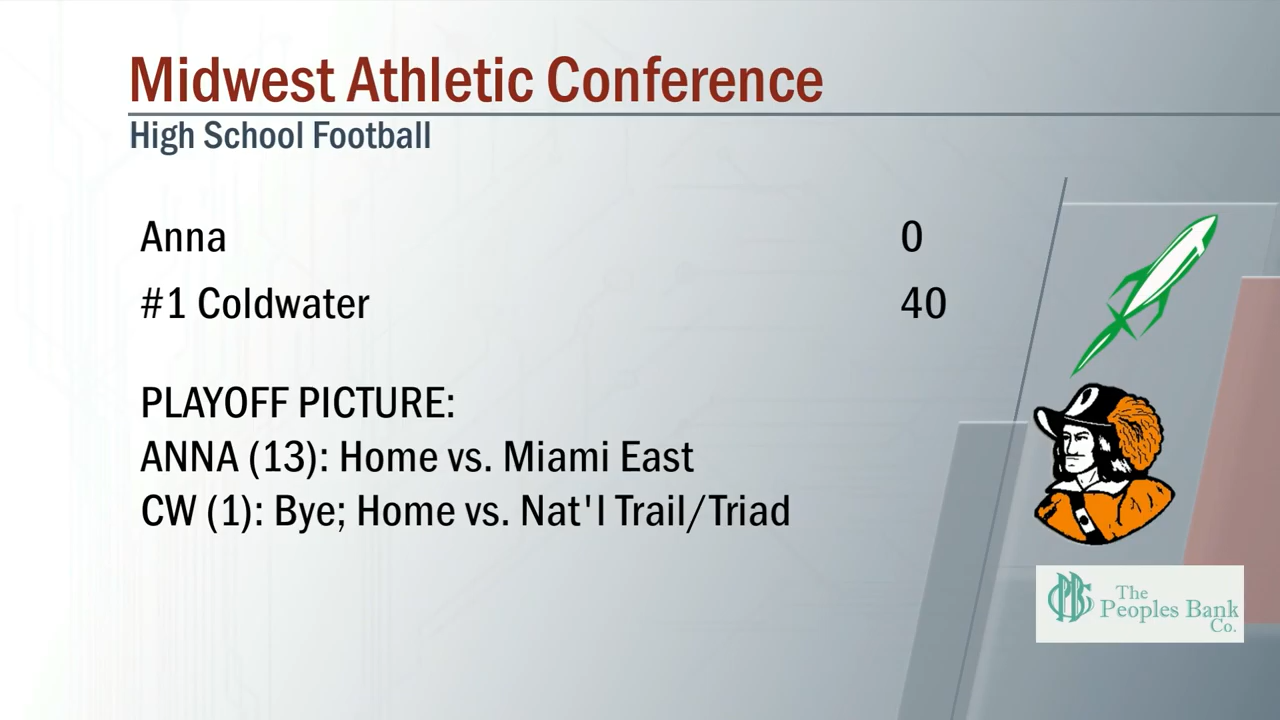 Midwest Athletic Conference
High School Football
Anna 0
#1 Coldwater 40
PLAYOFF PICTURE:
ANNA (13): Home vs. Miami East
CW (1): Bye; Home vs. Nat'l Trail/Triad
The
Peoples Bank
Co.